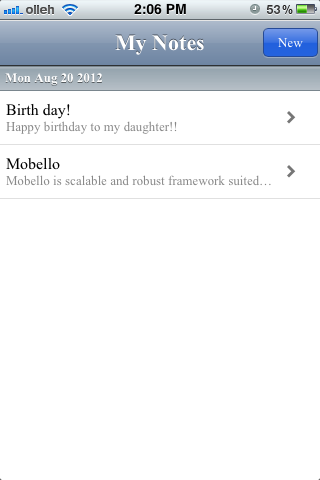 olleh 2:06 PM 53%
My Notes New
Mon Aug 20 2012
Birth day!
Happy birthday to my daughter!!
Mobello
Mobello is scalable and robust framework suited…